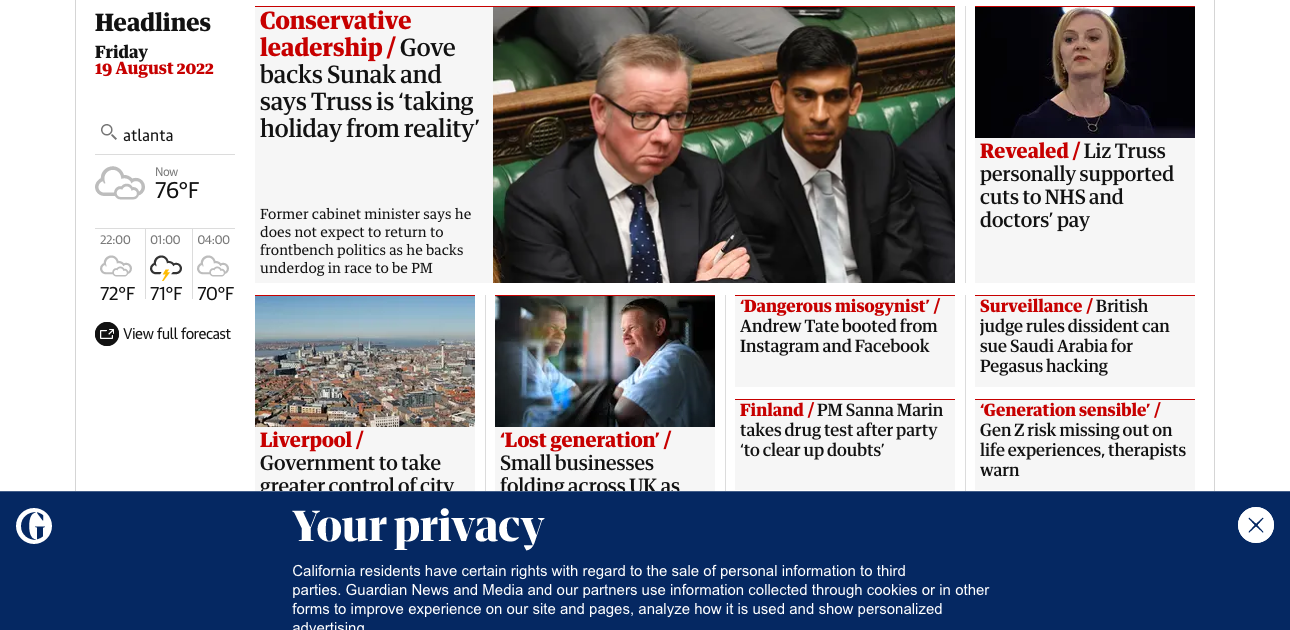 Headlines
Friday
19 August 2022
atlanta
Now
76°F
22:00
01:00
04:00
72°F
71°F
70°F
View full forecast
Conservative
leadership / Gove
backs Sunak and
says Truss is ‘taking
holiday from reality’
Former cabinet minister says he
does not expect to return to
frontbench politics as he backs
underdog in race to be PM
Revealed / Liz Truss
personally supported
cuts to NHS and
doctors’ pay
Liverpool /
Government to take
greater control of city
‘Lost generation’ /
Small businesses
folding across UK as
‘Dangerous misogynist’ /
Andrew Tate booted from
Instagram and Facebook
Finland / PM Sanna Marin
takes drug test after party
‘to clear up doubts’
Surveillance / British
judge rules dissident can
sue Saudi Arabia for
Pegasus hacking
‘Generation sensible’ /
Gen Z risk missing out on
life experiences, therapists
warn
G
Your privacy
California residents have certain rights with regard to the sale of personal information to third
parties. Guardian News and Media and our partners use information collected through cookies or in other
forms to improve experience on our site and pages, analyze how it is used and show personalized
advertising.